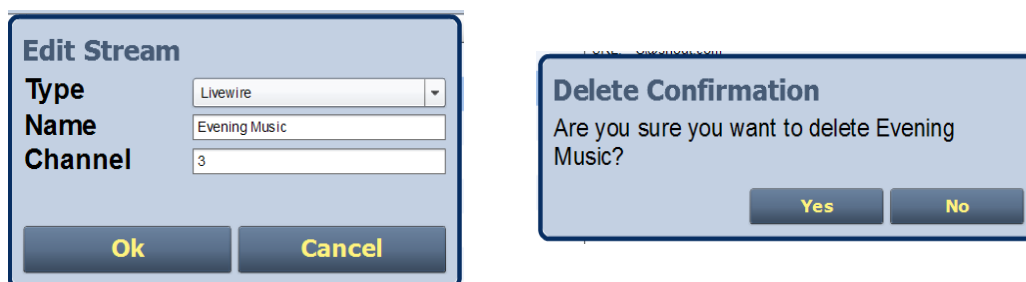 Edit Stream
Type
Livewire
Name
Evening Music
Channel
3
Ok
Cancel
Delete Confirmation
Are you sure you want to delete Evening
Music?
Yes
No